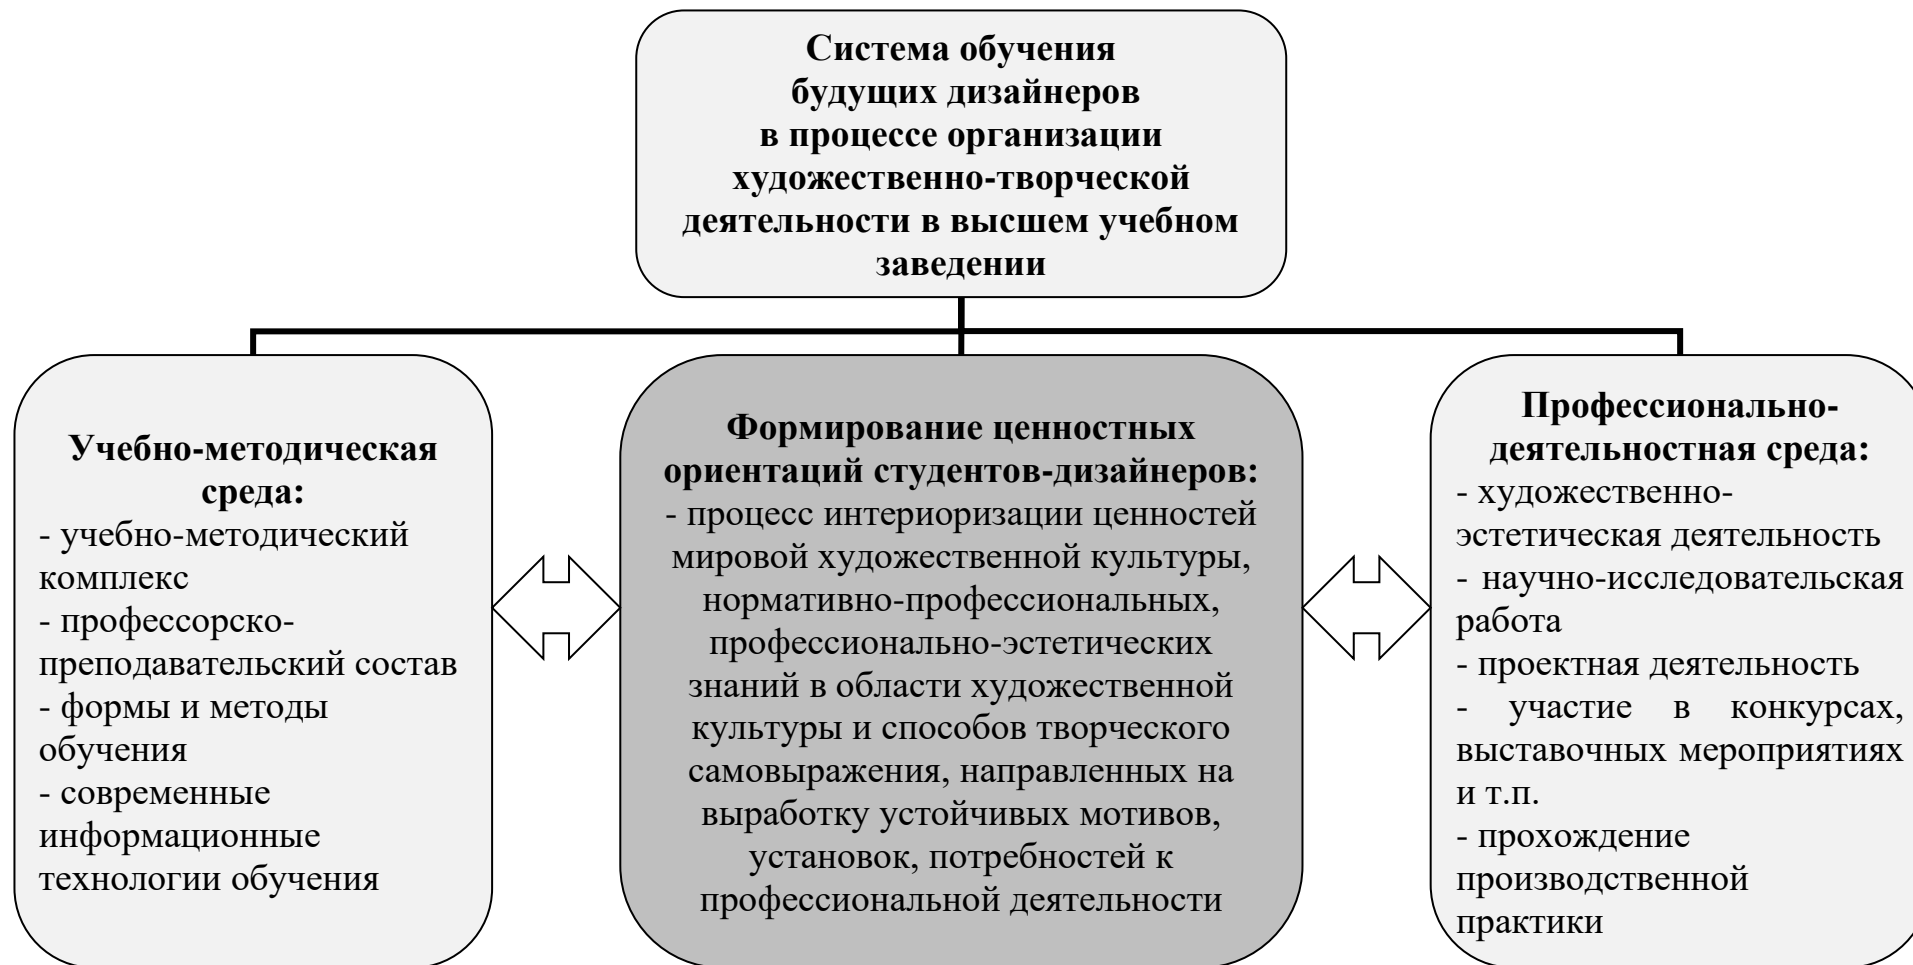 Система обучения
будущих дизайнеров
в процессе организации
художественно-творческой
деятельности в высшем учебном
заведении
Учебно-методическая
среда:
- учебно-методический
комплекс
- профессорско-
преподавательский состав
- формы и методы
обучения
- современные
информационные
технологии обучения
Формирование ценностных
ориентаций студентов-дизайнеров:
- процесс интериоризации ценностей
мировой художественной культуры,
нормативно-профессиональных,
профессионально-эстетических
знаний в области художественной
культуры и способов творческого
самовыражения, направленных на
выработку устойчивых мотивов,
установок, потребностей к
профессиональной деятельности
Профессионально-
деятельностная среда:
- художественно-
эстетическая деятельность
- научно-исследовательская
работа
- проектная деятельность
- участие в конкурсах,
выставочных мероприятиях
и т.п.
- прохождение
производственной
практики